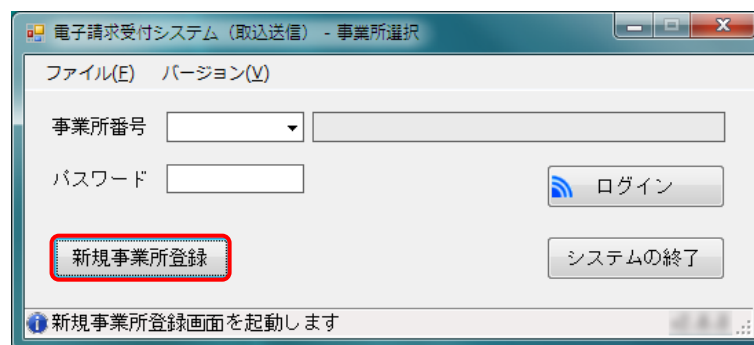 電子請求受付システム（取込送信） - 事業所選択
ファイル(F) バージョン(V)
事業所番号
パスワード
ログイン
新規事業所登録
システムの終了
新規事業所登録画面を起動します